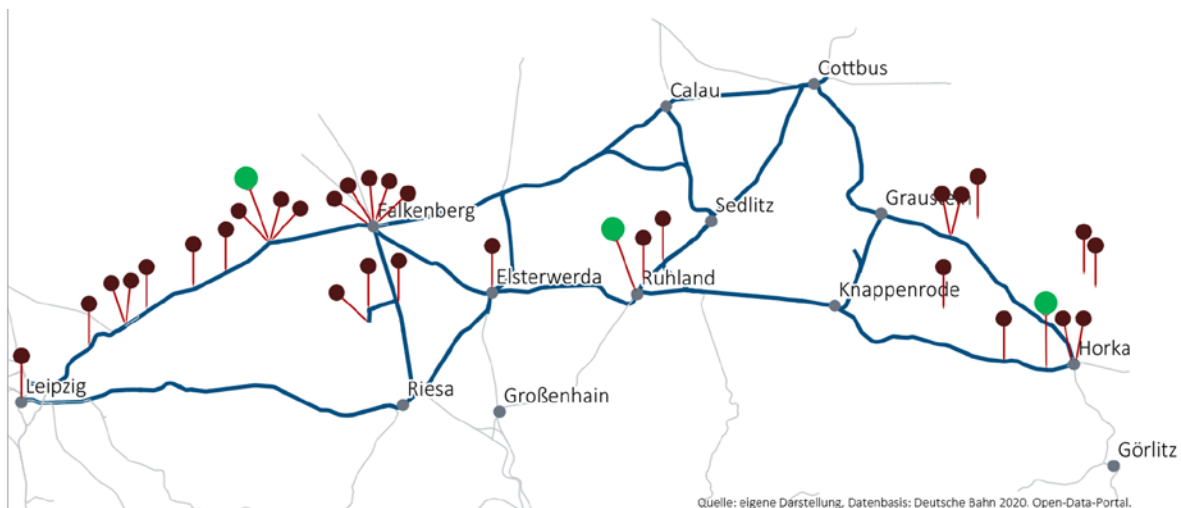 Cottbus
Calau
Falkenberg
Sedlitz
Graustein
Elsterwerda
Ruhland
Knappenrode
Horka
Leipzig
Riesa
Großenhain
Görlitz
Quelle: eigene Darstellung, Datenbasis: Deutsche Bahn 2020. Open-Data-Portal.